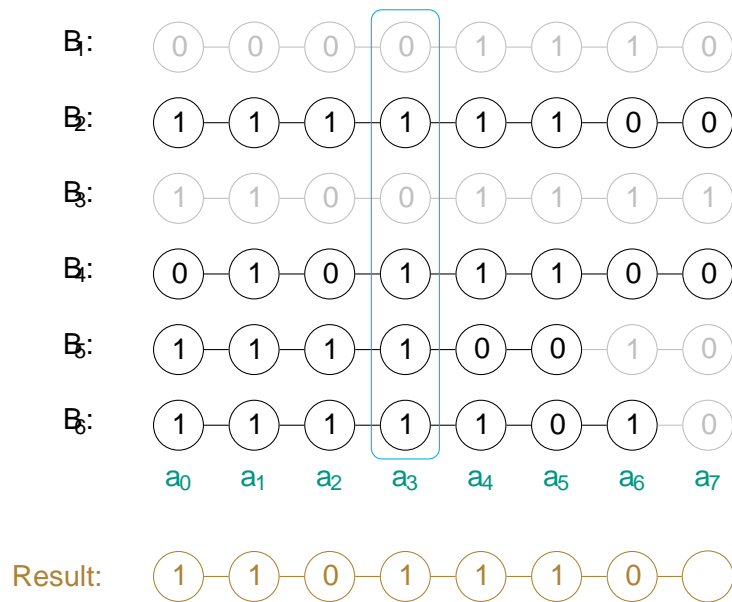 B₁: 0 0 0 0 1 1 1 0
B₂: 1 1 1 1 1 1 0 0
B₃: 1 1 0 0 1 1 1 1
B₄: 0 1 0 1 1 1 0 0
B₅: 1 1 1 1 0 0 1 0
B₆: 1 1 1 1 1 0 1 0
a₀ a₁ a₂ a₃ a₄ a₅ a₆ a₇
Result: 1 1 0 1 1 1 0